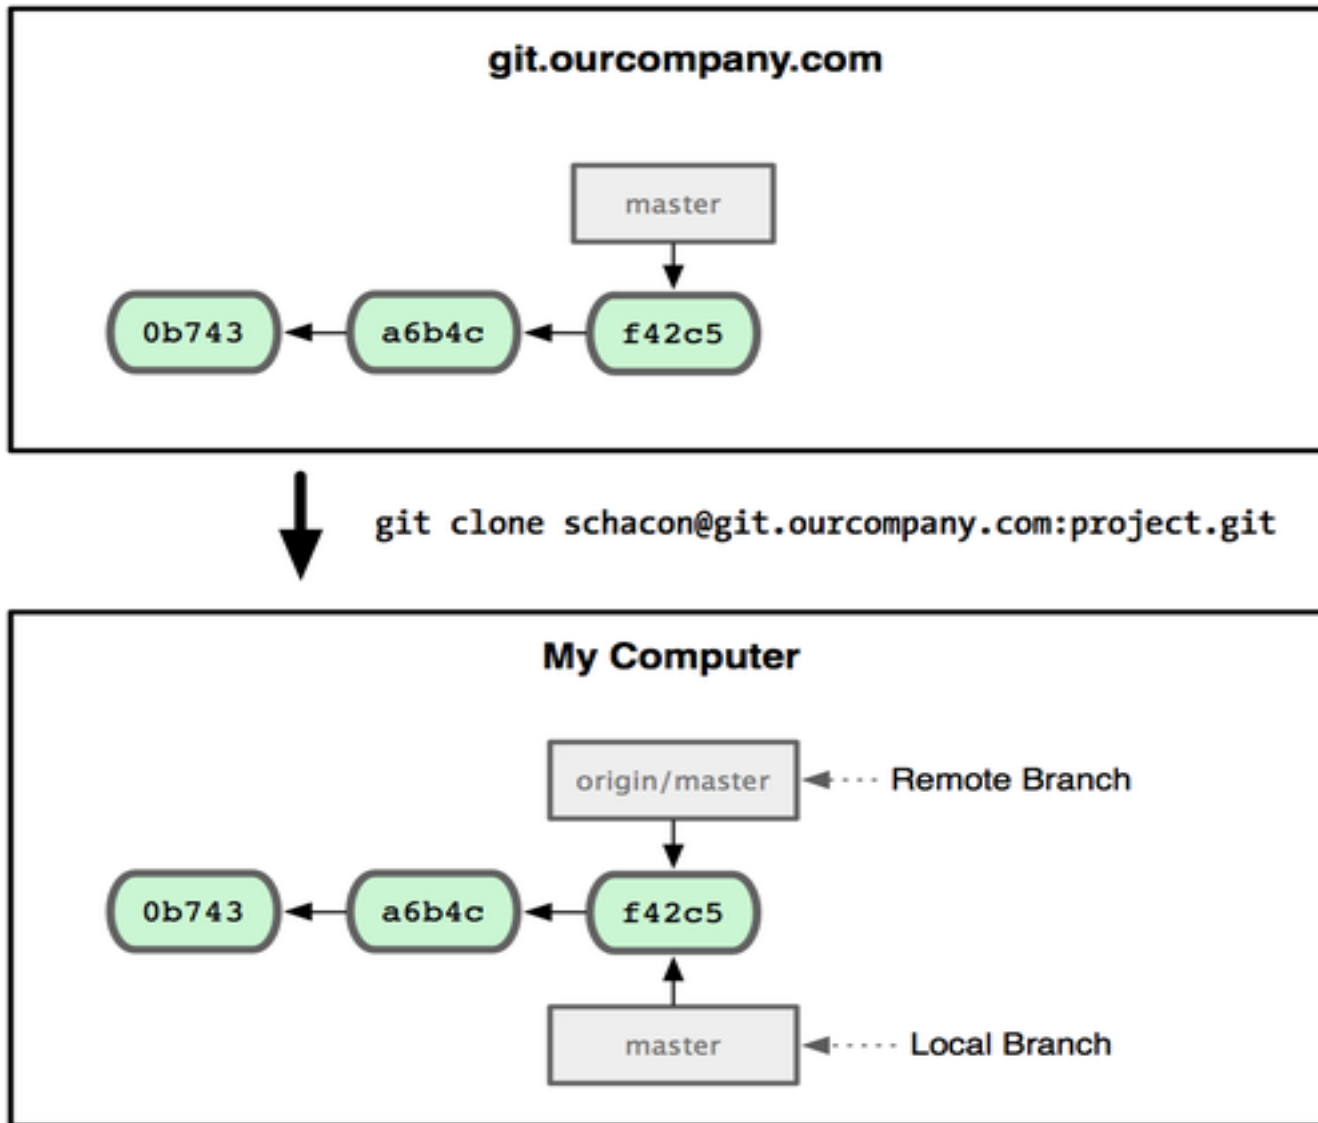 git.ourcompany.com
master
0b743 a6b4c f42c5
git clone schacon@git.ourcompany.com:project.git
My Computer
origin/master Remote Branch
0b743 a6b4c f42c5
master Local Branch